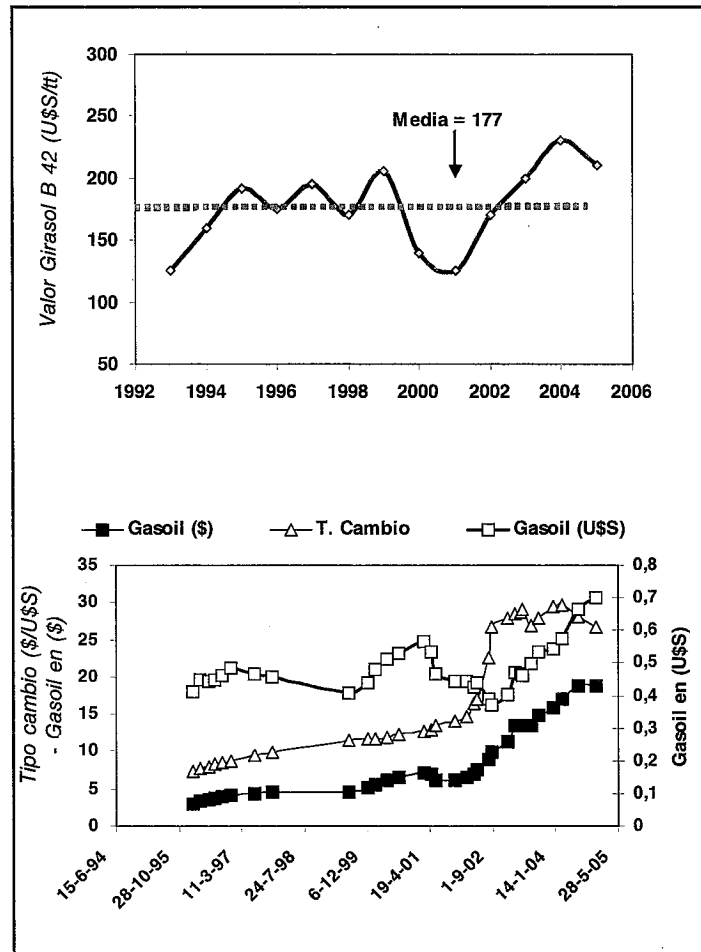 300
250
200
150
100
50
Valor Girasol B 42 (U$S/tt)
Media = 177
1992 1994 1996 1998 2000 2002 2004 2006
Gasoil ($) T. Cambio Gasoil (U$S)
35
30
25
20
15
10
5
0
Tipo cambio ($/U$S)
- Gasoil en ($)
0,8
0,7
0,6
0,5
0,4
0,3
0,2
0,1
0
Gasoil en (U$S)
15-6-94 28-10-95 11-3-97 24-7-98 6-12-99 19-4-01 1-9-02 14-1-04 28-5-05